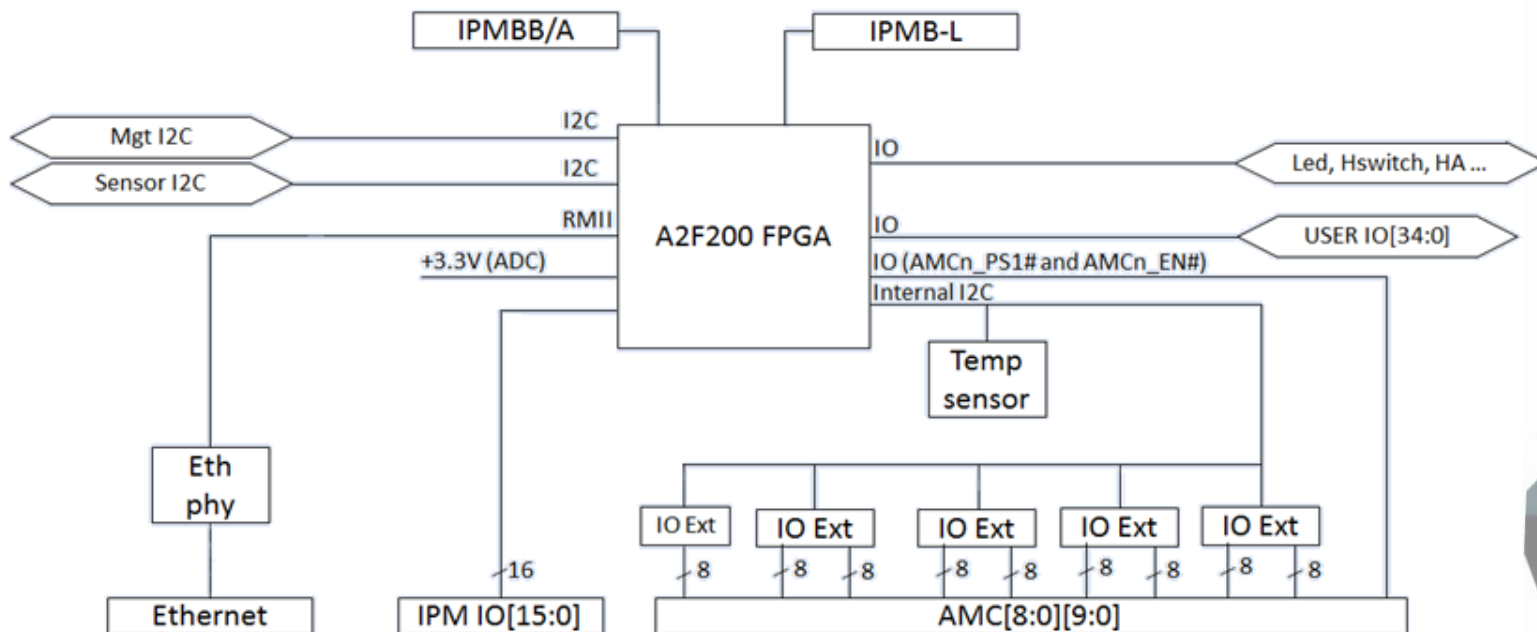 IPMBB/A
IPMB-L
I2C
Mgt I2C
IO
Led, Hswitch, HA ...
I2C
Sensor I2C
RMII
A2F200 FPGA
IO
USER IO[34:0]
+3.3V (ADC)
IO (AMCn_PS1# and AMCn_EN#)
Internal I2C
Temp
sensor
Eth
phy
IO Ext
IO Ext
IO Ext
IO Ext
IO Ext
16
8
8
8
8
8
8
8
8
8
Ethernet
IPM IO[15:0]
AMC[8:0][9:0]